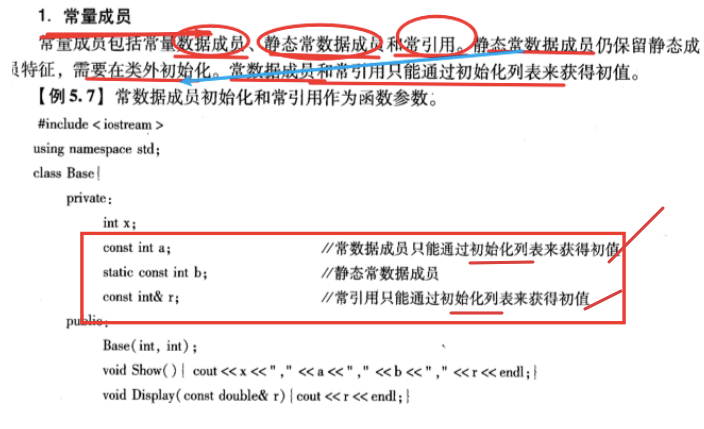 1. 常量成员
常量成员包括常量数据成员、静态常数据成员和常引用。静态常数据成员仍保留静态成
员特征，需要在类外初始化。常数据成员和常引用只能通过初始化列表来获得初值。
【例5.7】常数据成员初始化和常引用作为函数参数。
#include <iostream>
using namespace std;
class Base{
private:
int x;
const int a; //常数据成员只能通过初始化列表来获得初值
static const int b; //静态常数据成员
const int& r; //常引用只能通过初始化列表来获得初值
public:
Base(int, int);
void Show(){ cout<<x<<","<<a<<","<<b<<","<<r<<endl;}
void Display(const double& r){cout<<r<<endl;}